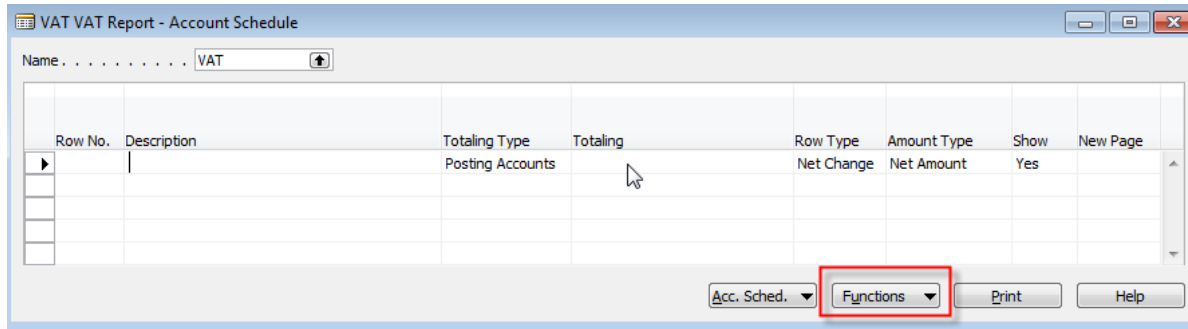 VAT VAT Report - Account Schedule
Name. . . . . . . . . . VAT
Row No. Description Totaling Type Totaling Row Type Amount Type Show New Page
Posting Accounts Net Change Net Amount Yes
Acc. Sched. Functions Print Help